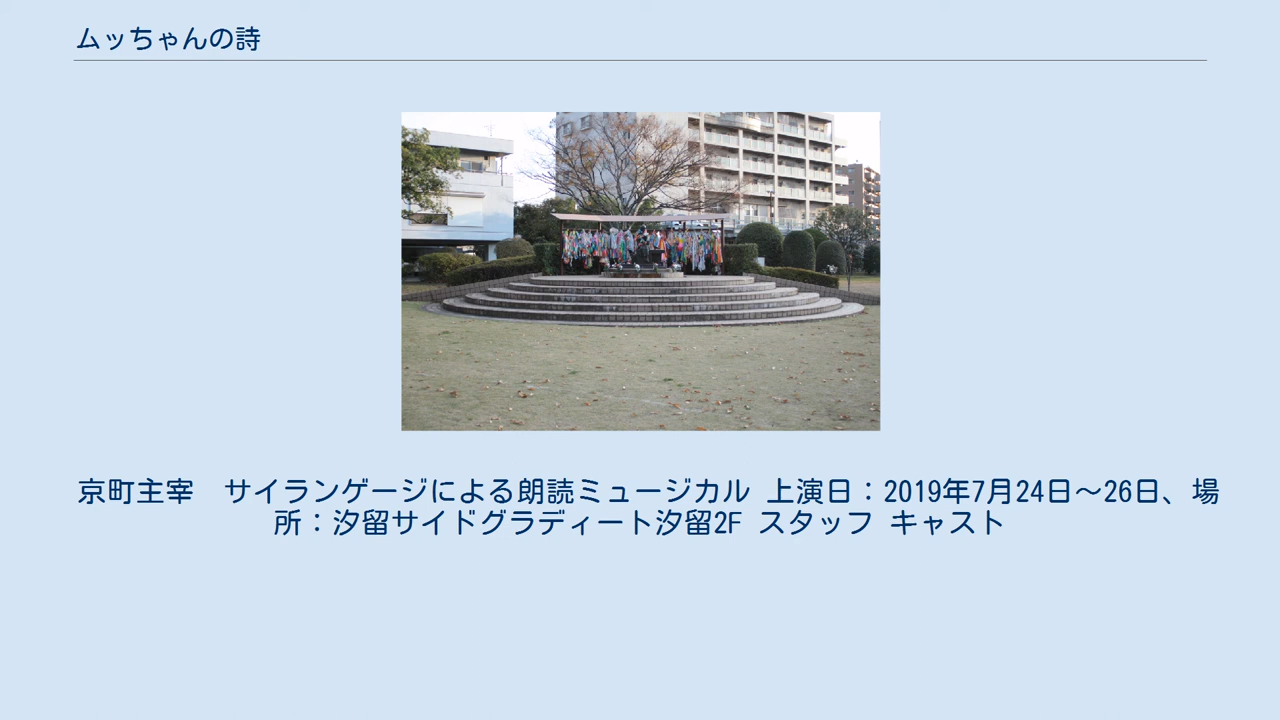 ムッちゃんの詩
京町主宰　サイランゲージによる朗読ミュージカル 上演日：2019年7月24日～26日、場
所：汐留サイドグラディート汐留2F スタッフ キャスト